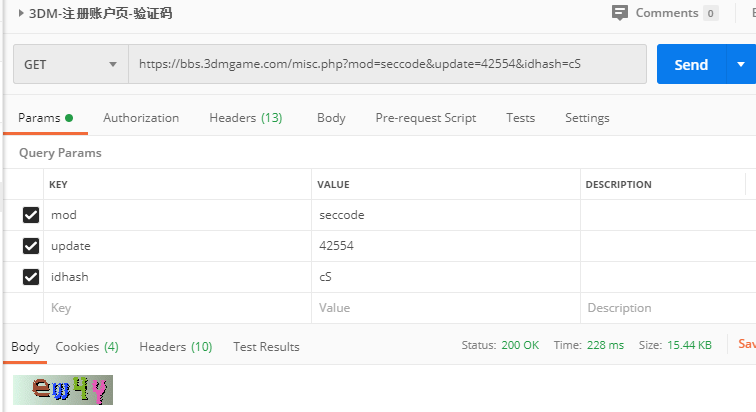 3DM-注册账户页-验证码 Comments 0
GET https://bbs.3dmgame.com/misc.php?mod=seccode&update=42554&idhash=cS Send
Params Authorization Headers (13) Body Pre-request Script Tests Settings
Query Params
KEY VALUE DESCRIPTION
mod seccode
update 42554
idhash cS
Key Value Description
Body Cookies (4) Headers (10) Test Results Status: 200 OK Time: 228 ms Size: 15.44 KB Sav